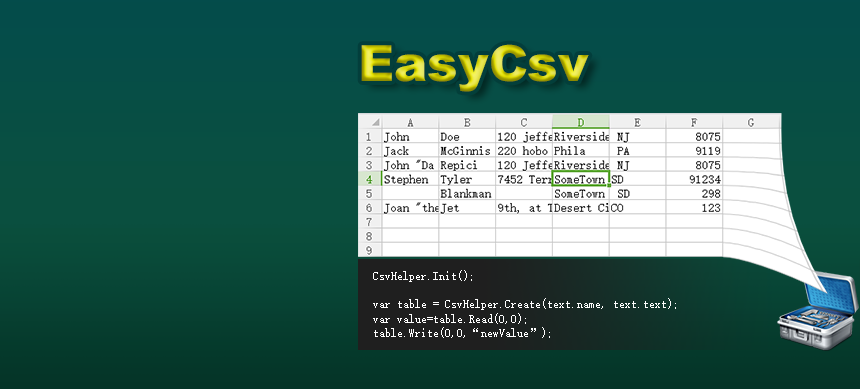 EasyCsv
A B C D E F G
1 John Doe 120 jeffe Riverside NJ 8075
2 Jack McGinnis 220 hobo Phila PA 9119
3 John "Da Repici 120 Jeffe Riverside NJ 8075
4 Stephen Tyler 7452 Terr SomeTown SD 91234
5 Blankman SomeTown SD 298
6 Joan "the Jet 9th, at T Desert Ci CO 123
7
8
9
CsvHelper.Init();
var table = CsvHelper.Create(text.name, text.text);
var value=table.Read(0,0);
table.Write(0,0,“newValue”);